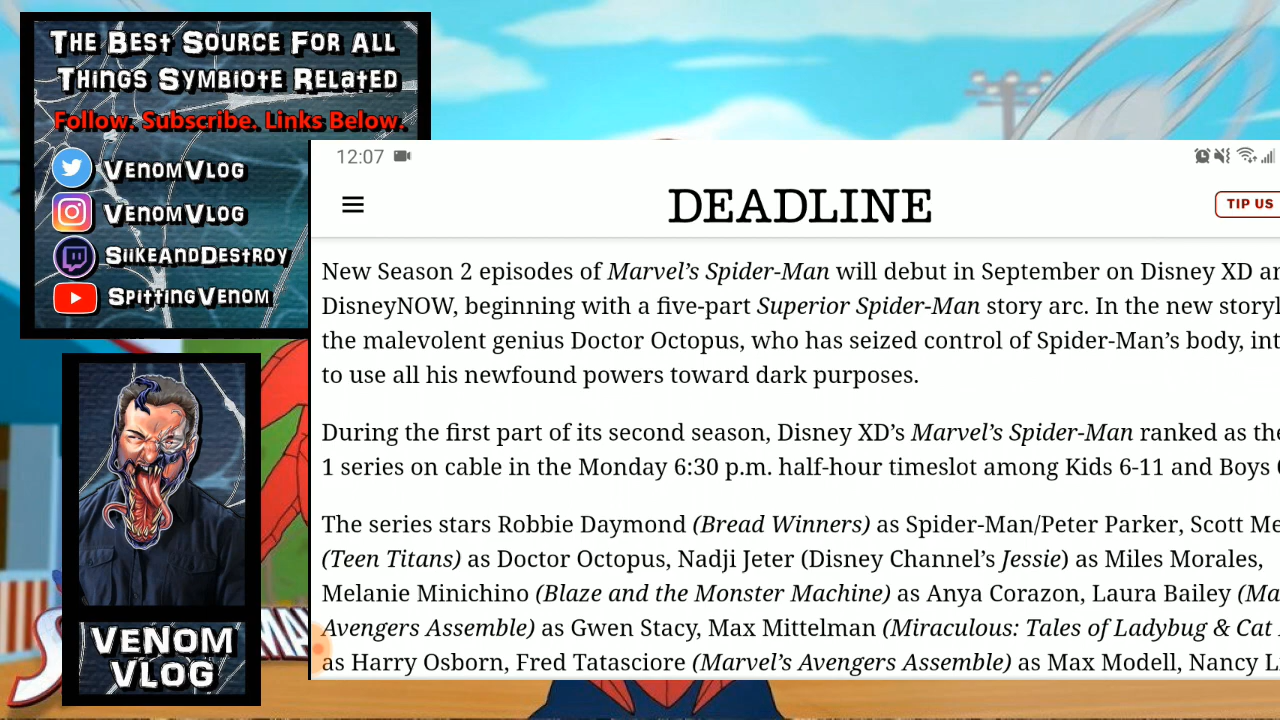 The Best Source For All
Things Symbiote Related
Follow. Subscribe. Links Below.
VenomVlog
VenomVlog
SiikeAndDestroy
SpittingVenom
VENOM
VLOG
12:07
DEADLINE
TIP US
New Season 2 episodes of Marvel’s Spider-Man will debut in September on Disney XD
DisneyNOW, beginning with a five-part Superior Spider-Man story arc. In the new
the malevolent genius Doctor Octopus, who has seized control of Spider-Man’s body,
to use all his newfound powers toward dark purposes.
During the first part of its second season, Disney XD’s Marvel’s Spider-Man ranked as
1 series on cable in the Monday 6:30 p.m. half-hour timeslot among Kids 6-11 and Boys
The series stars Robbie Daymond (Bread Winners) as Spider-Man/Peter Parker, Scott
(Teen Titans) as Doctor Octopus, Nadji Jeter (Disney Channel’s Jessie) as Miles Morales,
Melanie Minichino (Blaze and the Monster Machine) as Anya Corazon, Laura Bailey
Avengers Assemble) as Gwen Stacy, Max Mittelman (Miraculous: Tales of Ladybug & Cat
as Harry Osborn, Fred Tatasciore (Marvel’s Avengers Assemble) as Max Modell, Nancy